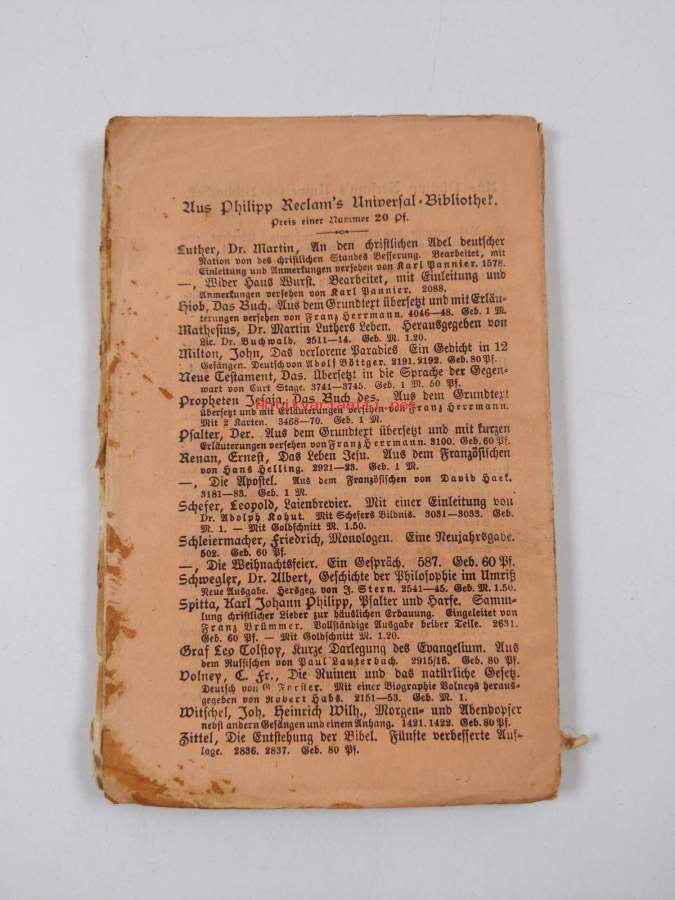 Aus Philipp Reclam's Universal-Bibliothek.
Preis einer Nummer 20 Pf.
Luther, Dr. Martin, An den christlichen Adel deutscher
Nation von des christlichen Standes Besserung. Bearbeitet, mit
Einleitung und Anmerkungen versehen von Karl Pannier. 1578.
—, Wider Hans Wurst. Bearbeitet, mit Einleitung und
Anmerkungen versehen von Karl Pannier. 2088.
Hiob, Das Buch. Aus dem Grundtext übersetzt und mit Erläu-
terungen versehen von Franz Herrmann. 4046—48. Geb. 1 M.
Mathesius, Dr. Martin Luthers Leben. Herausgegeben von
Lic. Dr. Buchwald. 2511—14. Geb. M. 1.20.
Milton, John, Das verlorene Paradies. Ein Gedicht in 12
Gesängen. Deutsch von Adolf Böttger. 2191.2192. Geb. 80 Pf.
Neue Testament, Das. Übersetzt in die Sprache der Gegen-
wart von Curt Stage. 3741—3745. Geb. 1 M. 50 Pf.
Propheten Jesaja, Das Buch des. Aus dem Grundtext
übersetzt und mit Erläuterungen versehen von Franz Herrmann.
Mit 2 Karten. 3468—70. Geb. 1 M.
Psalter, Der. Aus dem Grundtext übersetzt und mit kurzen
Erläuterungen versehen von Franz Herrmann. 3100. Geb. 60 Pf.
Renan, Ernest, Das Leben Jesu. Aus dem Französischen
von Hans Helling. 2921—23. Geb. 1 M.
—, Die Apostel. Aus dem Französischen von David Haek.
3181—83. Geb. 1 M.
Schefer, Leopold, Laienbrevier. Mit einer Einleitung von
Dr. Adolph Kohut. Mit Schefers Bildnis. 3031—3033. Geb.
M. 1. — Mit Goldschnitt M. 1.50.
Schleiermacher, Friedrich, Monologen. Eine Neujahrsgabe.
502. Geb. 60 Pf.
—, Die Weihnachtsfeier. Ein Gespräch. 587. Geb. 60 Pf.
Schwegler, Dr. Albert, Geschichte der Philosophie im Umriß
Neue Ausgabe. Hersgeg. von J. Stern. 2541—45. Geb. M. 1.50.
Spitta, Karl Johann Philipp, Psalter und Harfe. Samm-
lung christlicher Lieder zur häuslichen Erbauung. Eingeleitet von
Franz Brümmer. Vollständige Ausgabe beider Teile. 2631.
Geb. 60 Pf. — Mit Goldschnitt M. 1.20.
Graf Leo Tolstoy, Kurze Darlegung des Evangelium. Aus
dem Russischen von Paul Lauterbach. 2915/16. Geb. 80 Pf.
Volney, C. Fr., Die Ruinen und das natürliche Gesetz.
Deutsch von G. Forster. Mit einer Biographie Volneys heraus-
gegeben von Robert Habs. 2151—53. Geb. M. 1.
Witschel, Joh. Heinrich Wilh., Morgen- und Abendopfer
nebst andern Gesängen und einem Anhang. 1421.1422. Geb. 80 Pf.
Zittel, Die Entstehung der Bibel. Fünfte verbesserte Auf-
lage. 2836. 2837. Geb. 80 Pf.